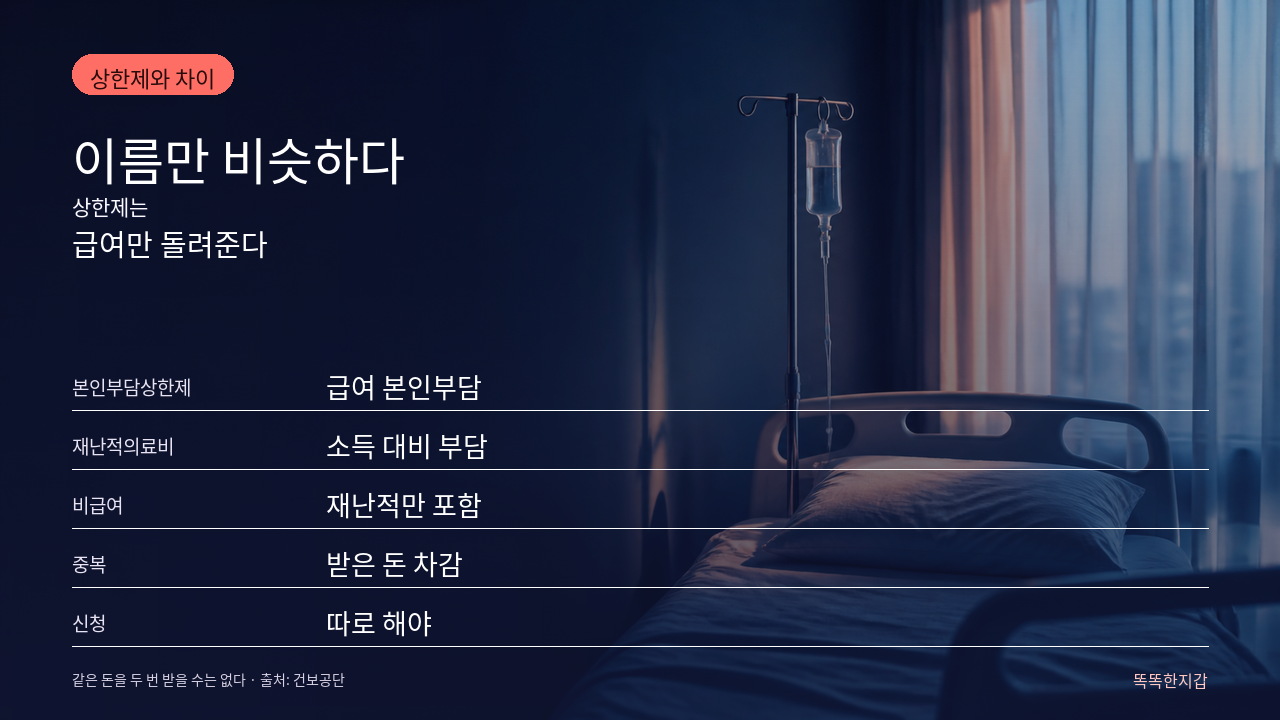 상한제와 차이
이름만 비슷하다
상한제는
급여만 돌려준다
본인부담상한제 급여 본인부담
재난적의료비 소득 대비 부담
비급여 재난적만 포함
중복 받은 돈 차감
신청 따로 해야
같은 돈을 두 번 받을 수는 없다 · 출처: 건보공단
똑똑한지갑